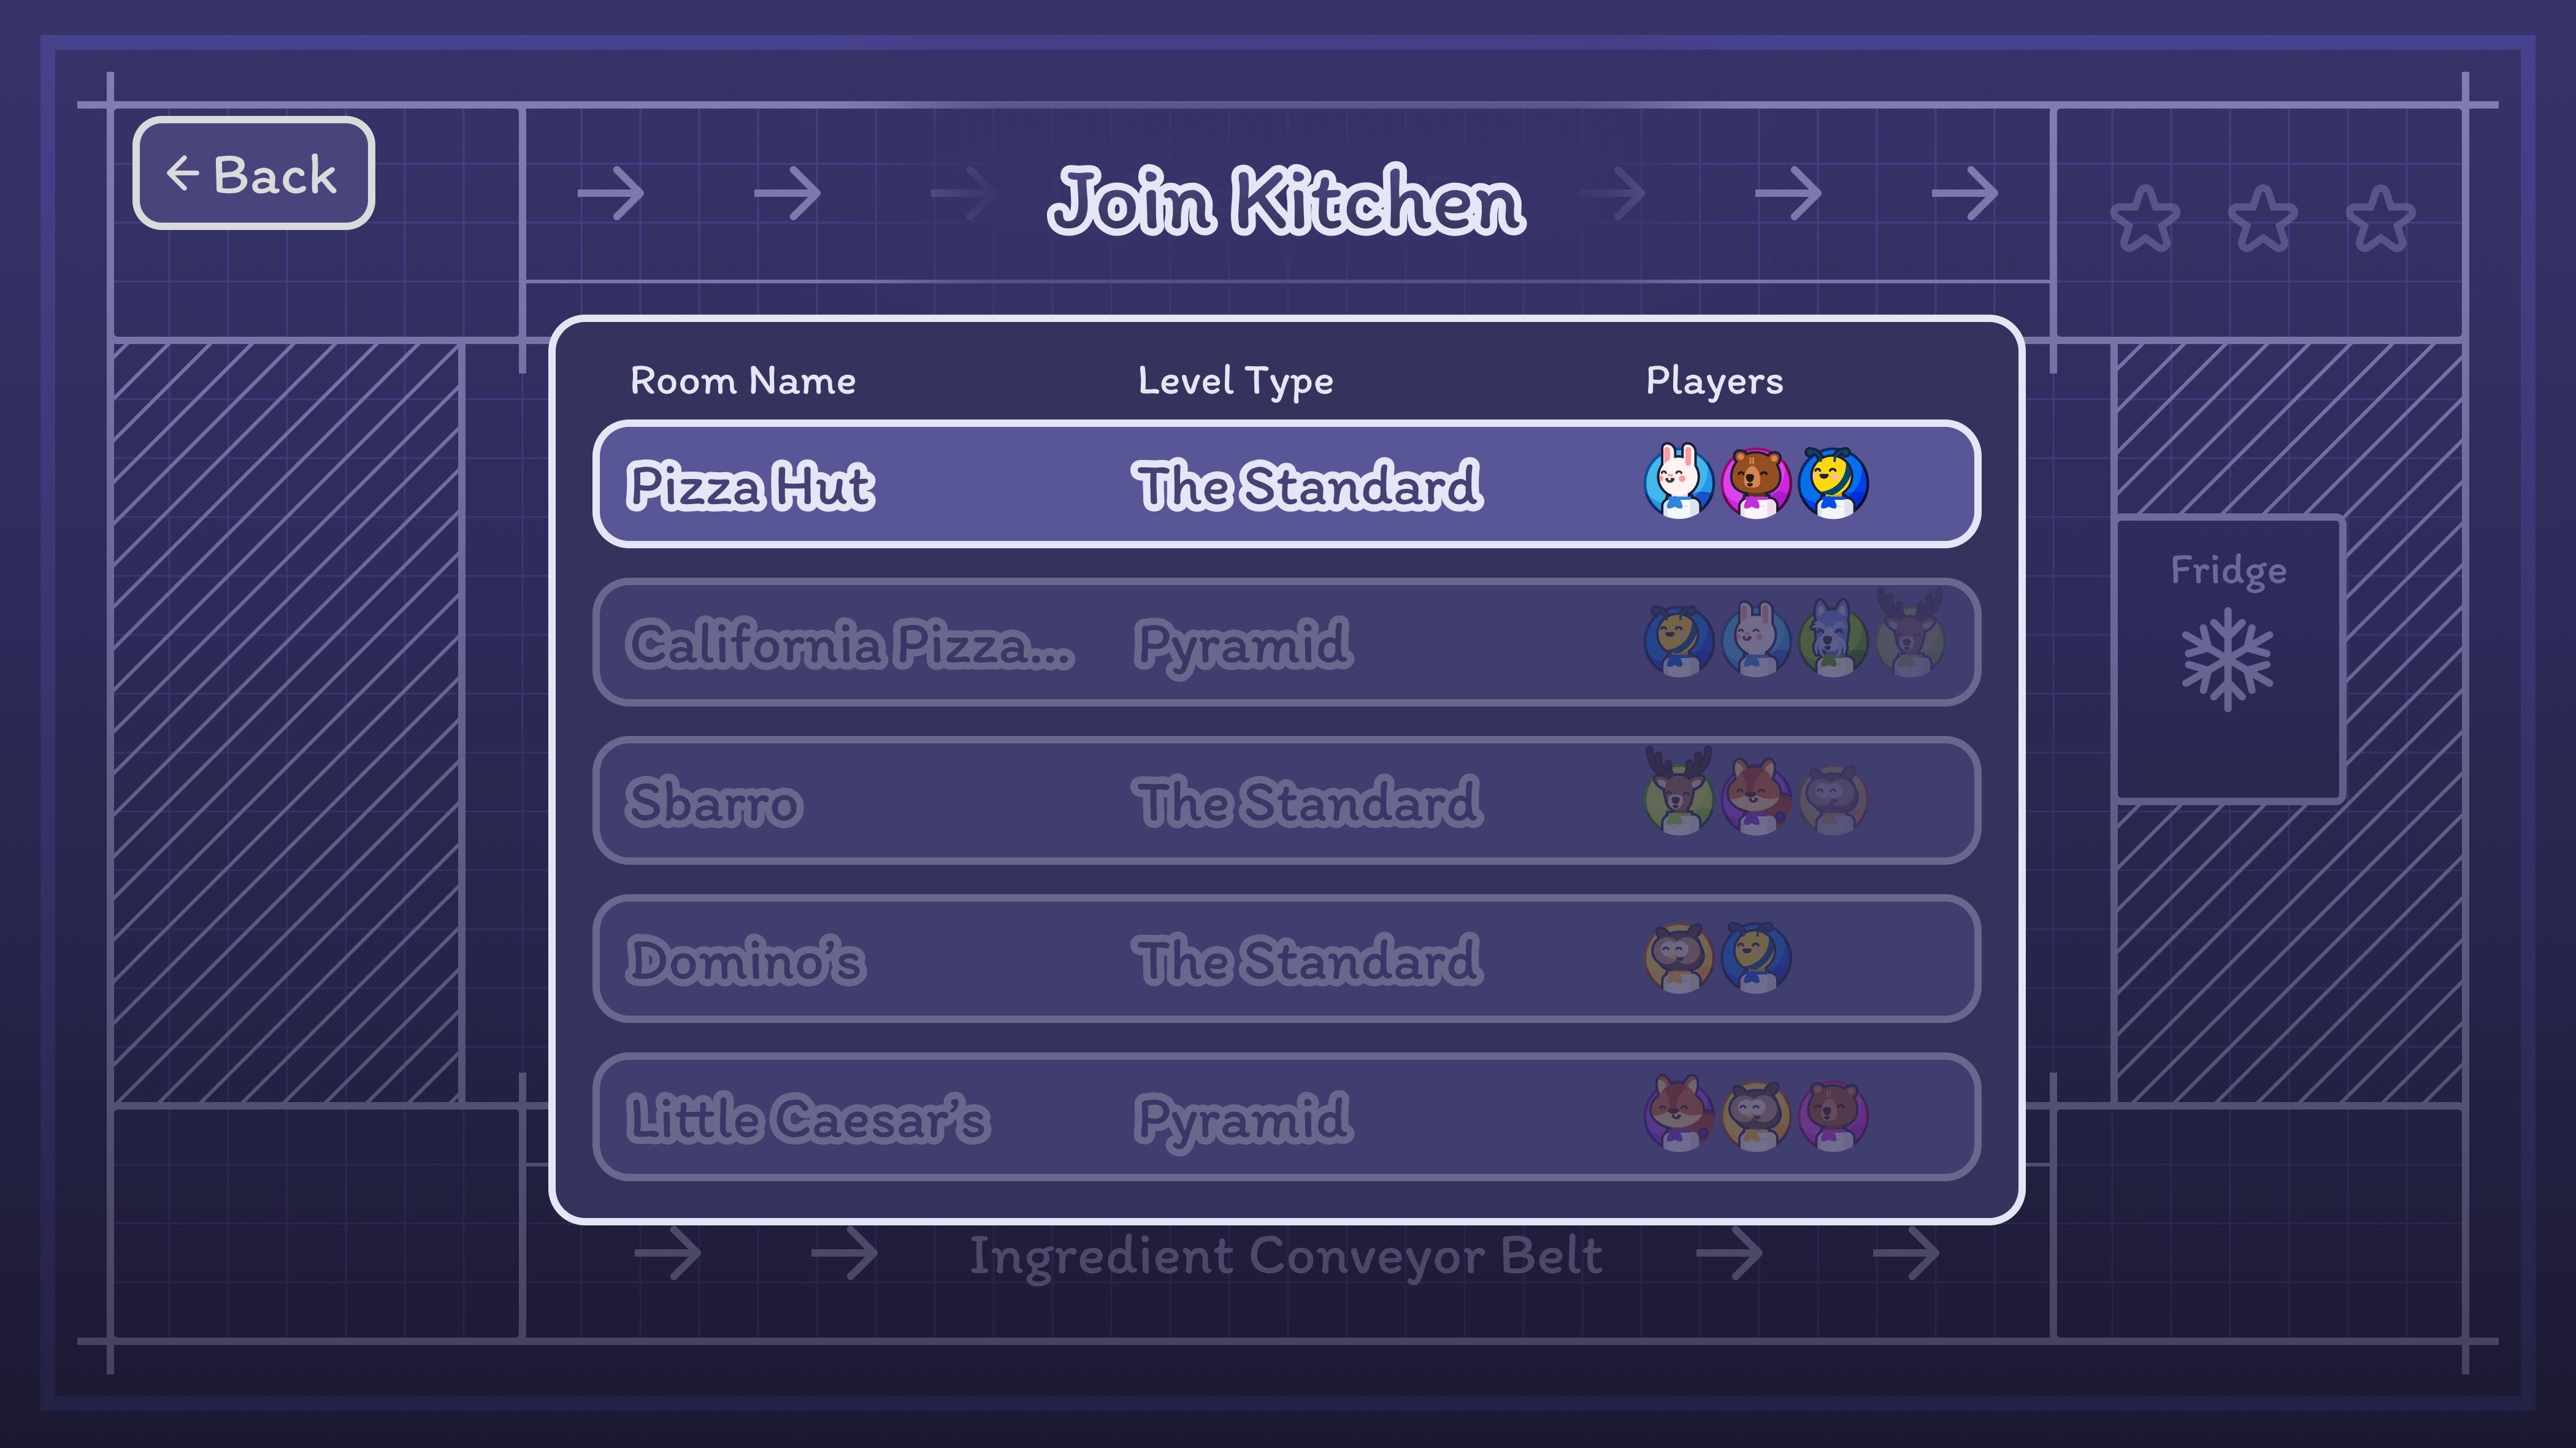 ← Back
Join Kitchen
Room Name Level Type Players
Pizza Hut The Standard
California Pizza... Pyramid
Sbarro The Standard
Domino's The Standard
Little Caesar's Pyramid
Fridge
Ingredient Conveyor Belt